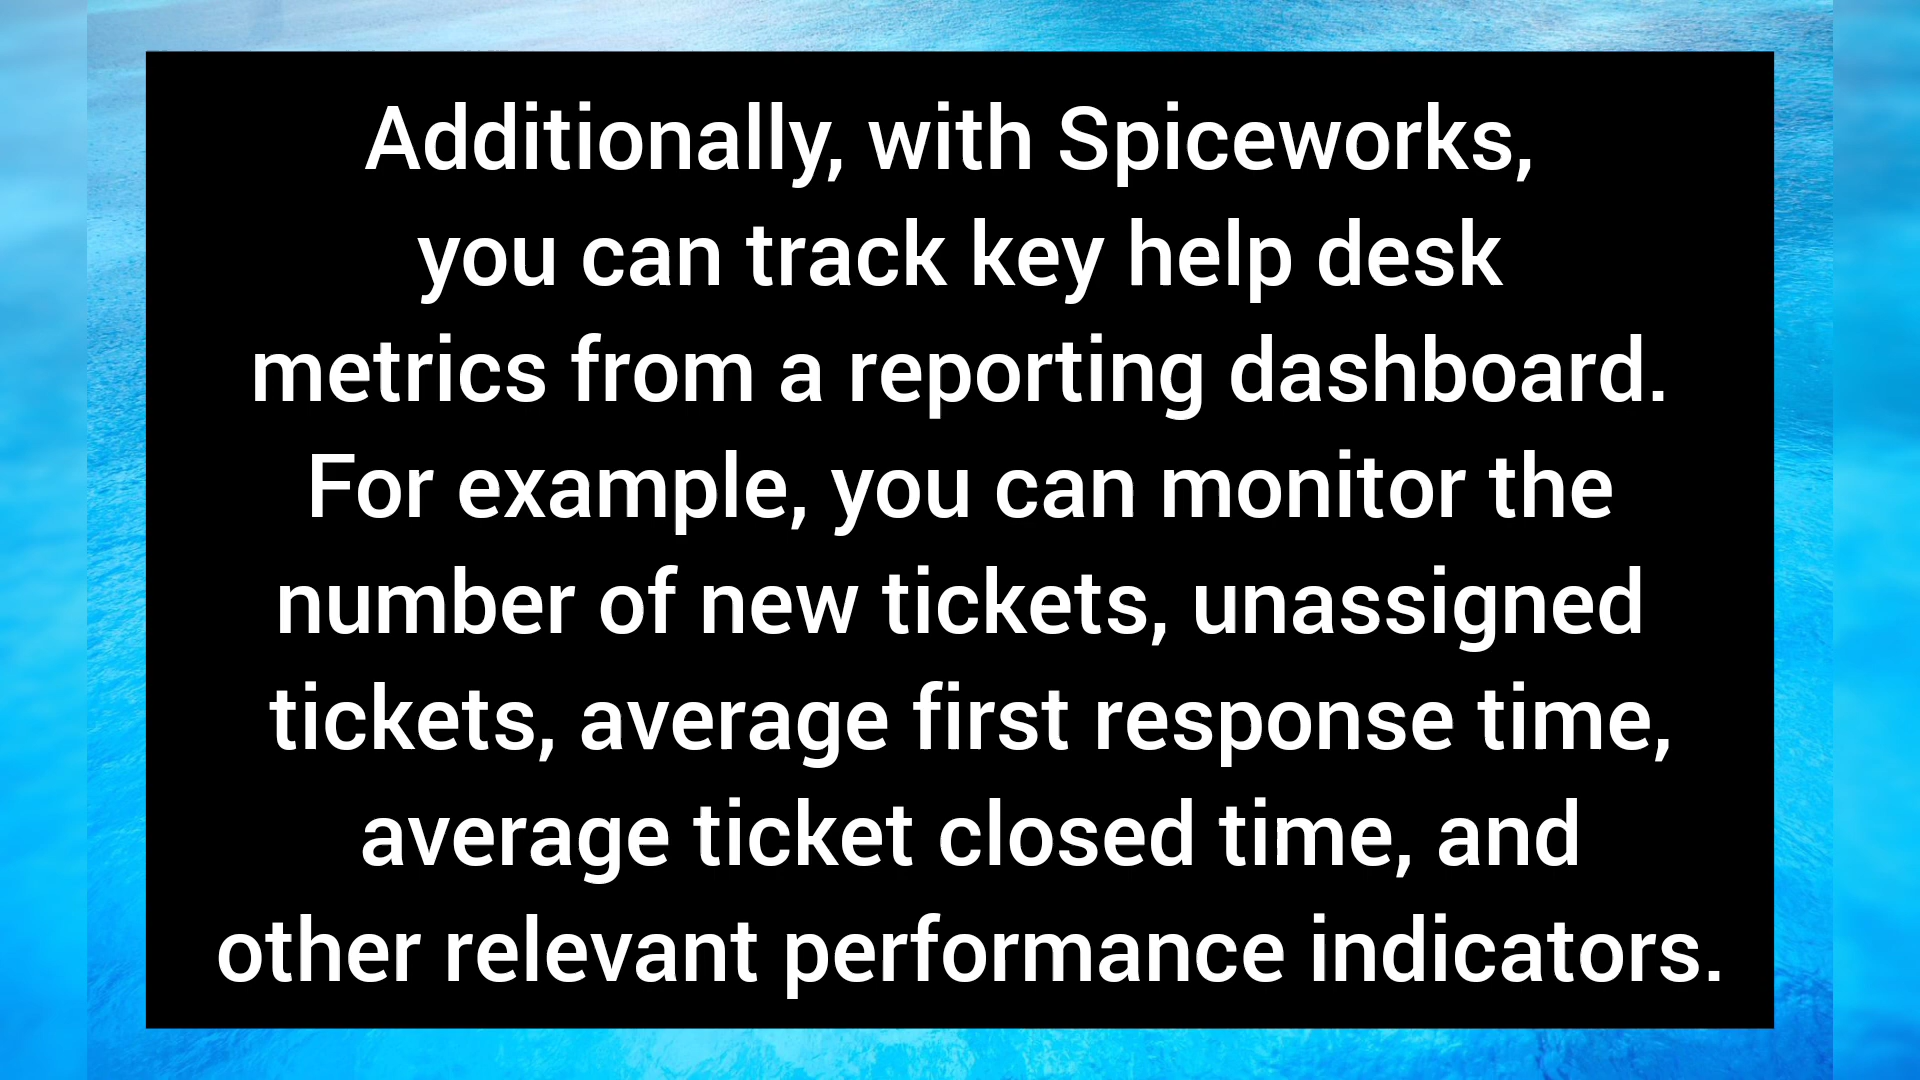 Additionally, with Spiceworks,
you can track key help desk
metrics from a reporting dashboard.
For example, you can monitor the
number of new tickets, unassigned
tickets, average first response time,
average ticket closed time, and
other relevant performance indicators.